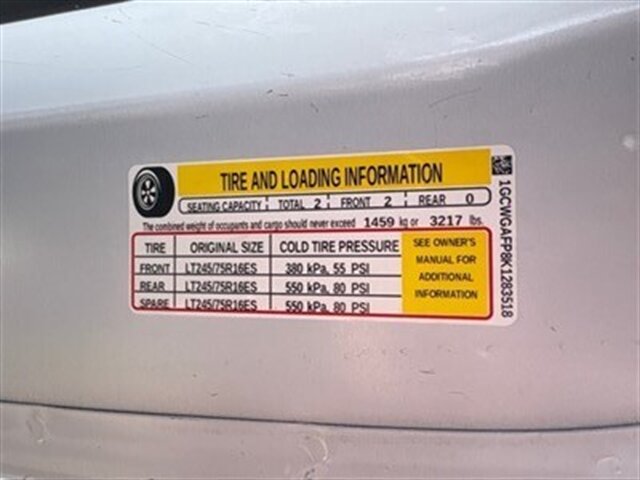 TIRE AND LOADING INFORMATION
SEATING CAPACITY TOTAL 2 FRONT 2 REAR 0
The combined weight of occupants and cargo should never exceed 1459 kg or 3217 lbs.
TIRE ORIGINAL SIZE COLD TIRE PRESSURE
FRONT LT245/75R16ES 380 kPa, 55 PSI
REAR LT245/75R16ES 550 kPa, 80 PSI
SPARE LT245/75R16ES 550 kPa, 80 PSI
SEE OWNER'S
MANUAL FOR
ADDITIONAL
INFORMATION
1GCWGAFP8K1283518